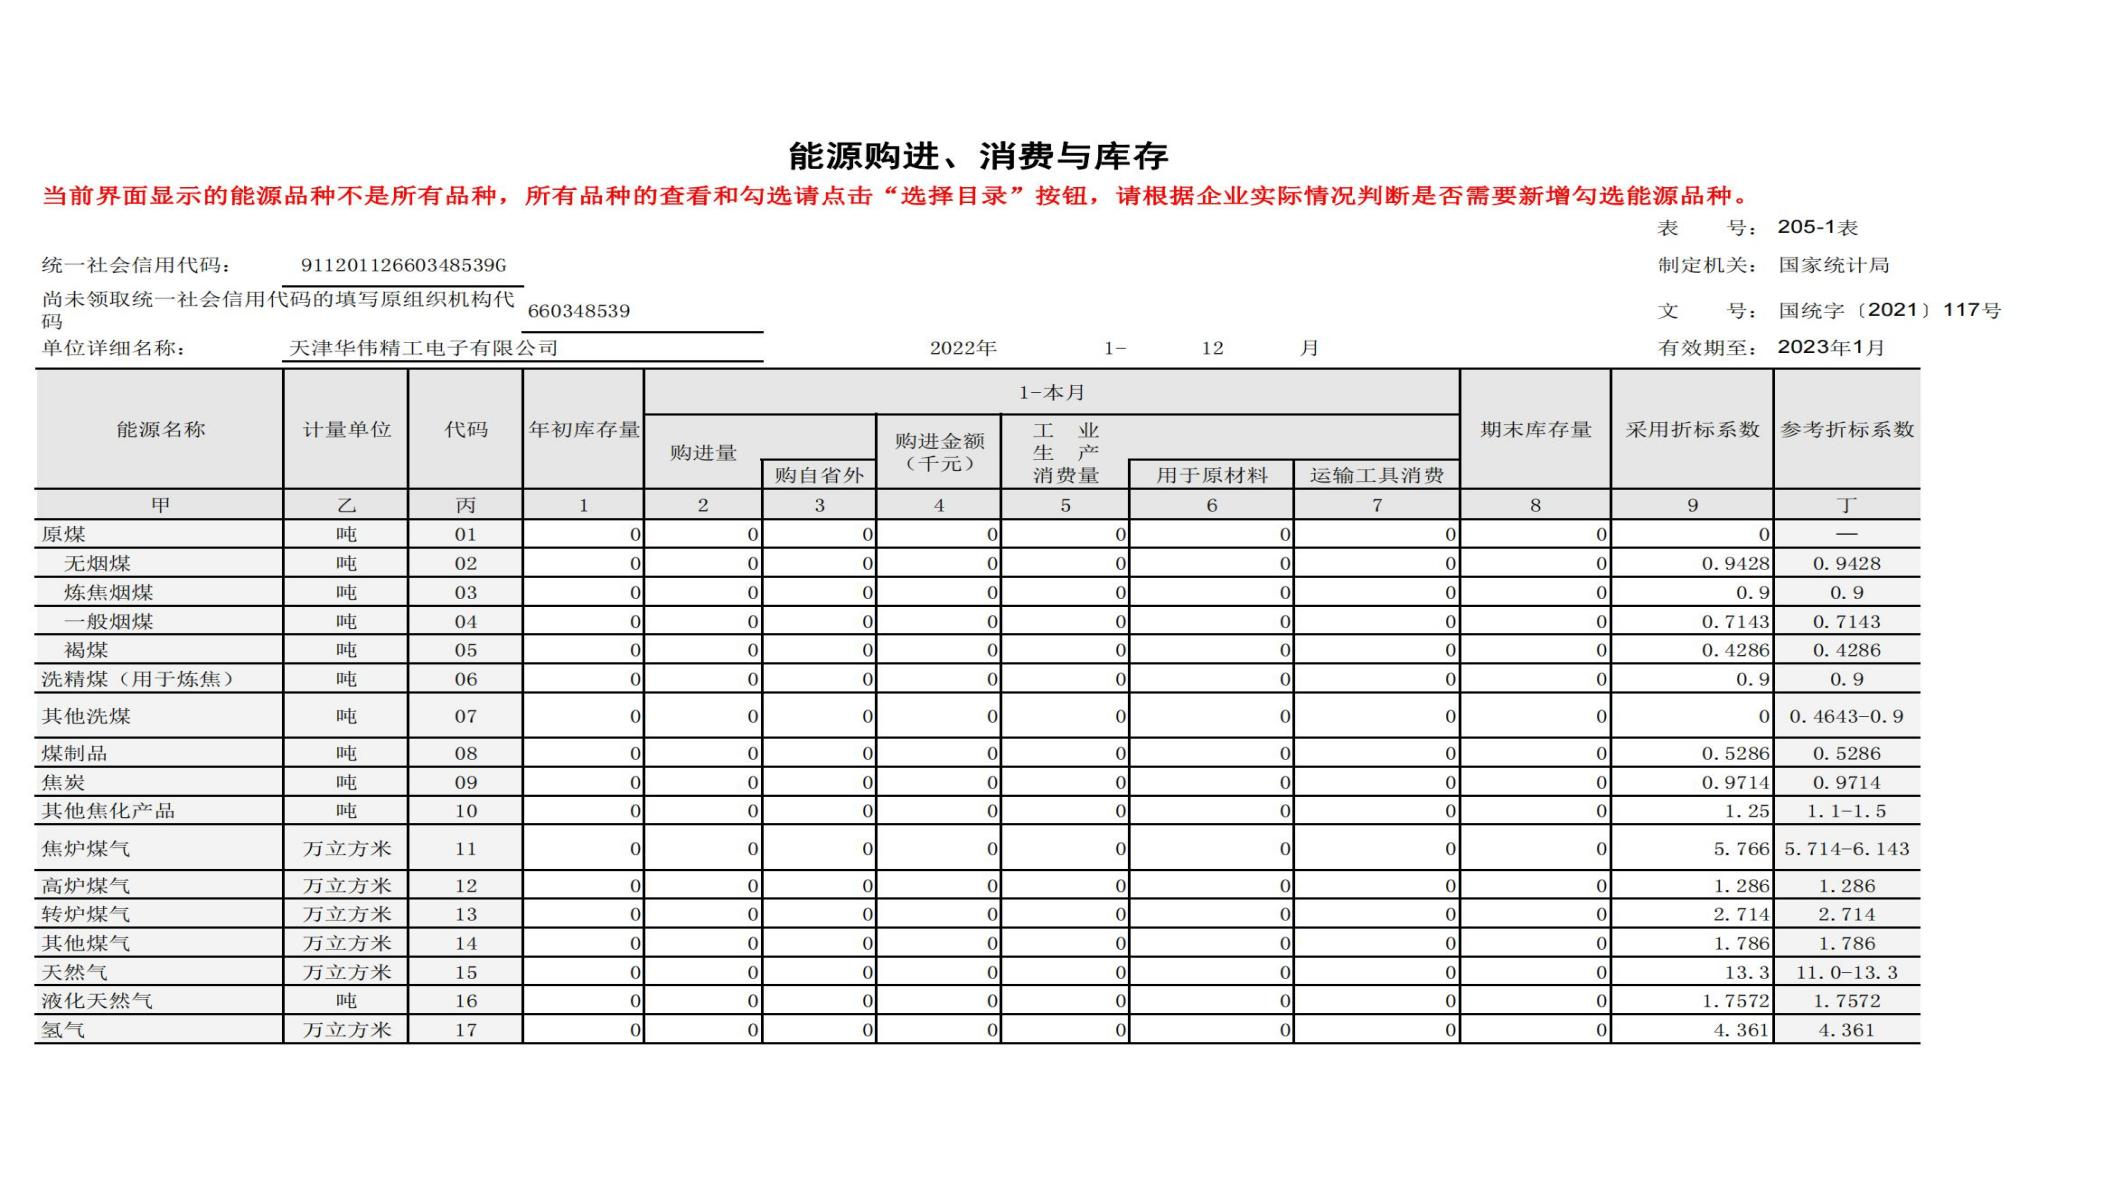 能源购进、消费与库存
当前界面显示的能源品种不是所有品种，所有品种的查看和勾选请点击“选择目录”按钮，请根据企业实际情况判断是否需要新增勾选能源品种。
表 号： 205-1表
统一社会信用代码： 91120112660348539G 制定机关： 国家统计局
尚未领取统一社会信用代码的填写原组织机构代码 660348539 文 号： 国统字〔2021〕117号
单位详细名称： 天津华伟精工电子有限公司 2022年 1- 12 月 有效期至： 2023年1月
能源名称 计量单位 代码 年初库存量 1-本月 期末库存量 采用折标系数 参考折标系数
购进量 购自省外 购进金额（千元） 工业生产消费量 用于原材料 运输工具消费
甲 乙 丙 1 2 3 4 5 6 7 8 9 丁
原煤 吨 01 0 0 0 0 0 0 0 0 0 —
无烟煤 吨 02 0 0 0 0 0 0 0 0 0.9428 0.9428
炼焦烟煤 吨 03 0 0 0 0 0 0 0 0 0.9 0.9
一般烟煤 吨 04 0 0 0 0 0 0 0 0 0.7143 0.7143
褐煤 吨 05 0 0 0 0 0 0 0 0 0.4286 0.4286
洗精煤（用于炼焦） 吨 06 0 0 0 0 0 0 0 0 0.9 0.9
其他洗煤 吨 07 0 0 0 0 0 0 0 0 0 0.4643-0.9
煤制品 吨 08 0 0 0 0 0 0 0 0 0.5286 0.5286
焦炭 吨 09 0 0 0 0 0 0 0 0 0.9714 0.9714
其他焦化产品 吨 10 0 0 0 0 0 0 0 0 1.25 1.1-1.5
焦炉煤气 万立方米 11 0 0 0 0 0 0 0 0 5.766 5.714-6.143
高炉煤气 万立方米 12 0 0 0 0 0 0 0 0 1.286 1.286
转炉煤气 万立方米 13 0 0 0 0 0 0 0 0 2.714 2.714
其他煤气 万立方米 14 0 0 0 0 0 0 0 0 1.786 1.786
天然气 万立方米 15 0 0 0 0 0 0 0 0 13.3 11.0-13.3
液化天然气 吨 16 0 0 0 0 0 0 0 0 1.7572 1.7572
氢气 万立方米 17 0 0 0 0 0 0 0 0 4.361 4.361